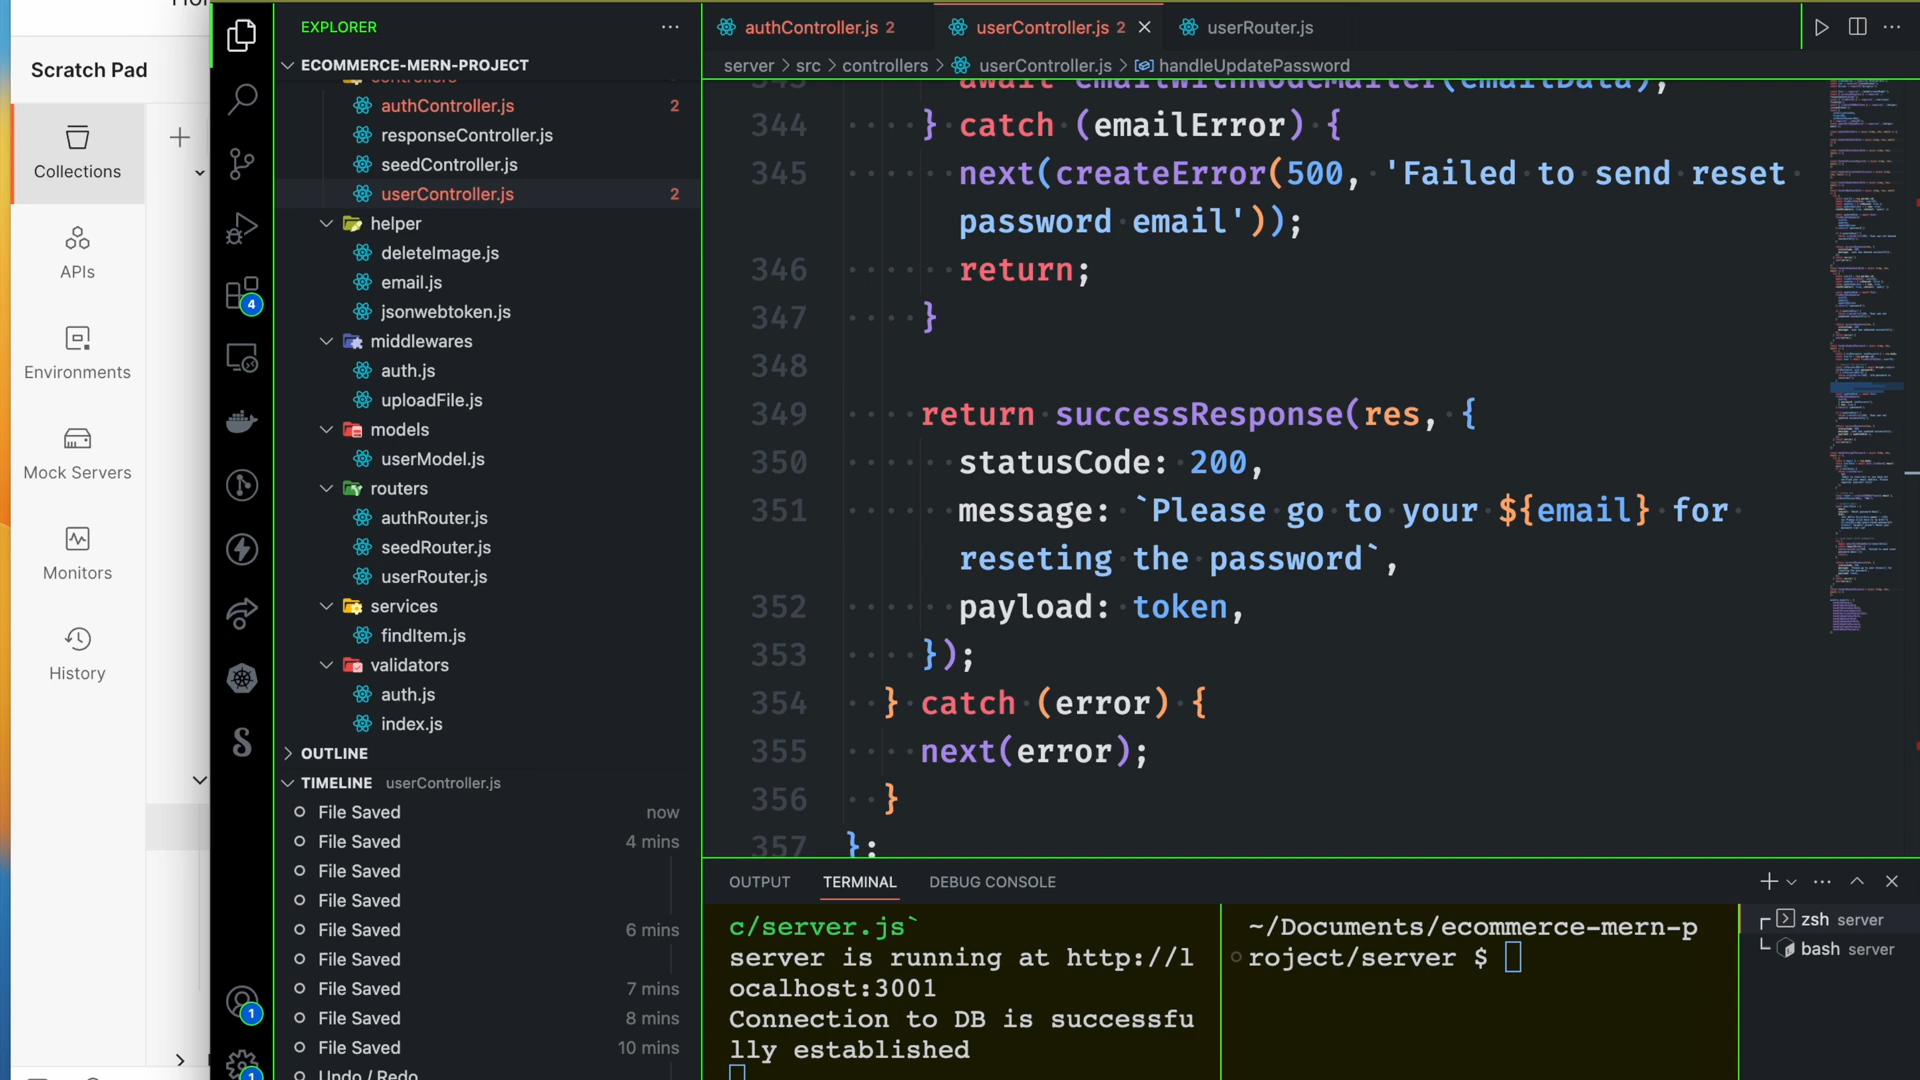 Scratch Pad
Collections
APIs
Environments
Mock Servers
Monitors
History
4
1
1
EXPLORER
ECOMMERCE-MERN-PROJECT
controllers
authController.js 2
responseController.js
seedController.js
userController.js 2
helper
deleteImage.js
email.js
jsonwebtoken.js
middlewares
auth.js
uploadFile.js
models
userModel.js
routers
authRouter.js
seedRouter.js
userRouter.js
services
findItem.js
validators
auth.js
index.js
OUTLINE
TIMELINE userController.js
File Saved now
File Saved 4 mins
File Saved
File Saved
File Saved 6 mins
File Saved
File Saved 7 mins
File Saved 8 mins
File Saved 10 mins
Undo / Redo
authController.js 2 userController.js 2 userRouter.js
server > src > controllers > userController.js > handleUpdatePassword
343 await emailWithNodeMailer(emailData);
344 } catch (emailError) {
345 next(createError(500, 'Failed to send reset
password email'));
346 return;
347 }
348
349 return successResponse(res, {
350 statusCode: 200,
351 message: `Please go to your ${email} for
reseting the password`,
352 payload: token,
353 });
354 } catch (error) {
355 next(error);
356 }
357 };
OUTPUT TERMINAL DEBUG CONSOLE
c/server.js`
server is running at http://l
ocalhost:3001
Connection to DB is successfu
lly established
~/Documents/ecommerce-mern-p
roject/server $
zsh server
bash server